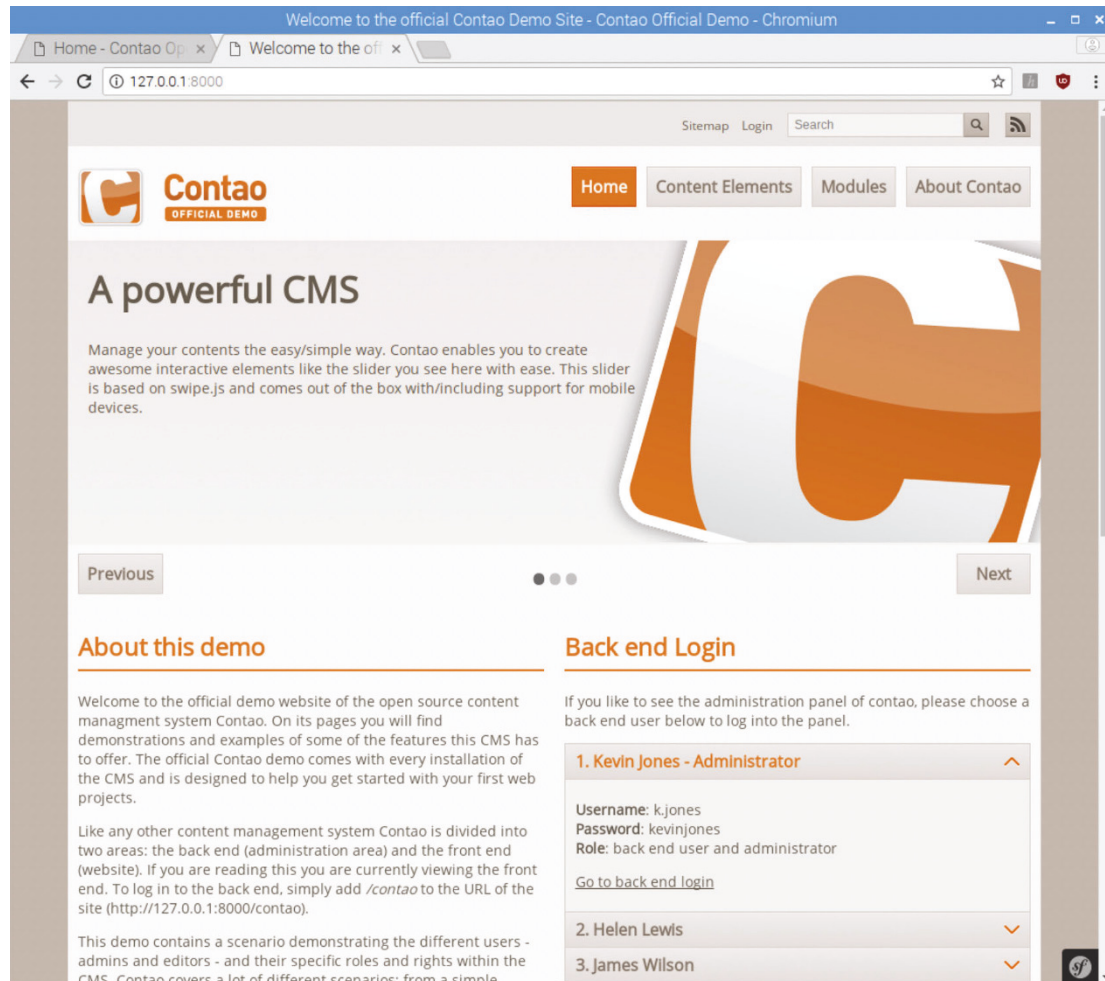 Welcome to the official Contao Demo Site - Contao Official Demo - Chromium
Home - Contao Op
Welcome to the off
127.0.0.1:8000
Sitemap Login Search
Contao
OFFICIAL DEMO
Home Content Elements Modules About Contao
A powerful CMS
Manage your contents the easy/simple way. Contao enables you to create
awesome interactive elements like the slider you see here with ease. This slider
is based on swipe.js and comes out of the box with/including support for mobile
devices.
Previous
Next
About this demo
Welcome to the official demo website of the open source content
managment system Contao. On its pages you will find
demonstrations and examples of some of the features this CMS has
to offer. The official Contao demo comes with every installation of
the CMS and is designed to help you get started with your first web
projects.
Like any other content management system Contao is divided into
two areas: the back end (administration area) and the front end
(website). If you are reading this you are currently viewing the front
end. To log in to the back end, simply add /contao to the URL of the
site (http://127.0.0.1:8000/contao).
This demo contains a scenario demonstrating the different users -
admins and editors - and their specific roles and rights within the
CMS. Contao covers a lot of different scenarios: from a simple
Back end Login
If you like to see the administration panel of contao, please choose a
back end user below to log into the panel.
1. Kevin Jones - Administrator
Username: k.jones
Password: kevinjones
Role: back end user and administrator
Go to back end login
2. Helen Lewis
3. James Wilson
sf